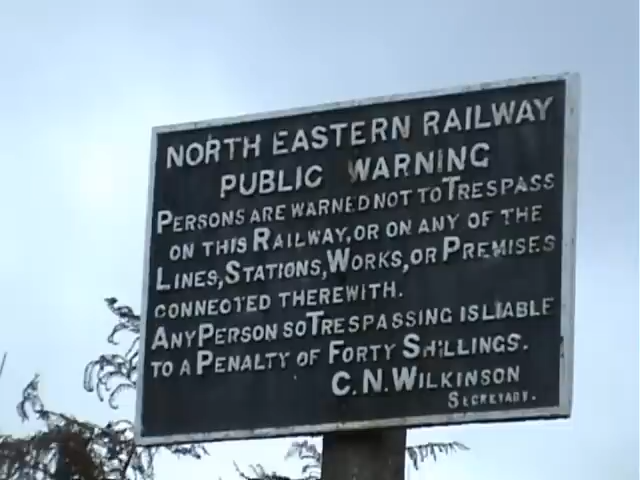 NORTH EASTERN RAILWAY
PUBLIC WARNING
PERSONS ARE WARNED NOT TO TRESPASS
ON THIS RAILWAY, OR ON ANY OF THE
LINES, STATIONS, WORKS, OR PREMISES
CONNECTED THEREWITH.
ANY PERSON SO TRESPASSING IS LIABLE
TO A PENALTY OF FORTY SHILLINGS.
C.N. WILKINSON
SECRETARY.